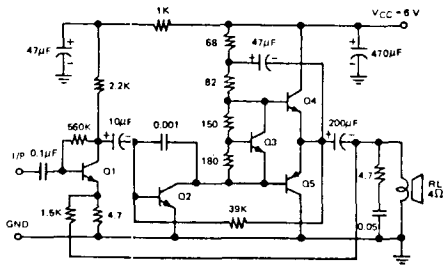 1K
V CC = 6 V
68
47µF
47µF
470µF
2.2K
82
Q4
560K
10µF
0.001
150
200µF
Q3
I/P
0.1µF
Q1
180
Q5
4.7
RL
4Ω
Q2
1.5K
4.7
39K
0.05
GND